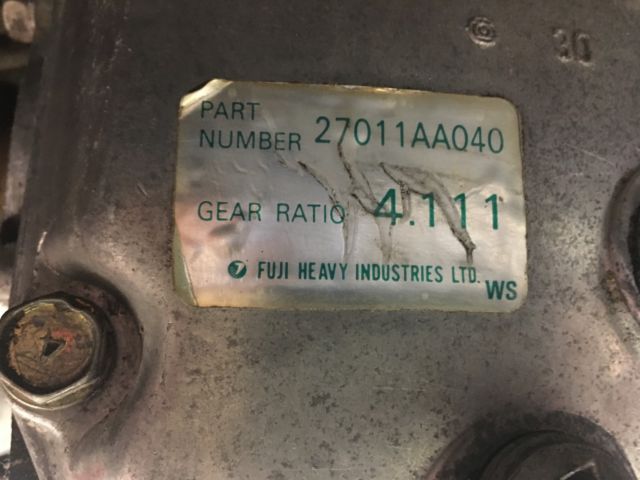 30
PART
NUMBER 27011AA040
GEAR RATIO 4.111
FUJI HEAVY INDUSTRIES LTD.
WS